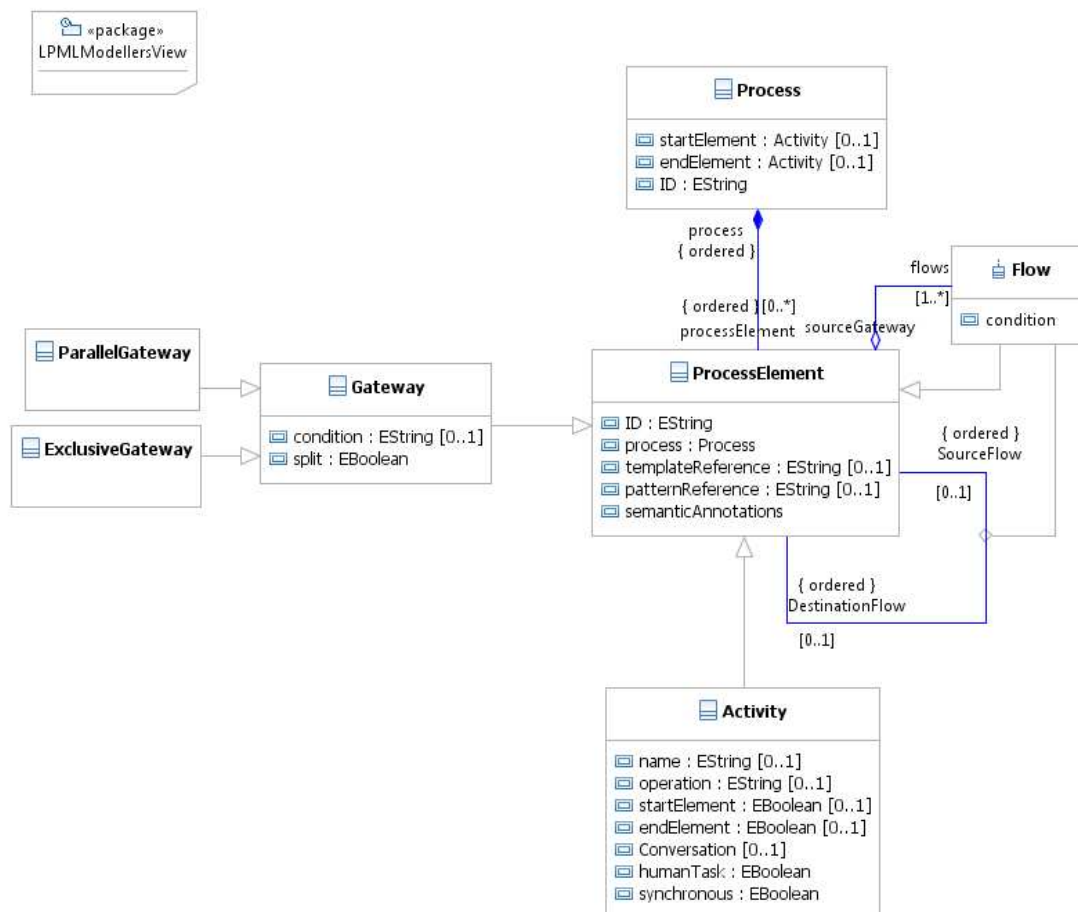 «package»
LPMLModellersView
Process
startElement : Activity [0..1]
endElement : Activity [0..1]
ID : EString
process
{ ordered }
flows
[1..*]
Flow
condition
{ ordered } [0..*]
processElement
sourceGateway
ParallelGateway
ExclusiveGateway
Gateway
condition : EString [0..1]
split : EBoolean
ProcessElement
ID : EString
process : Process
templateReference : EString [0..1]
patternReference : EString [0..1]
semanticAnnotations
{ ordered }
SourceFlow
[0..1]
{ ordered }
DestinationFlow
[0..1]
Activity
name : EString [0..1]
operation : EString [0..1]
startElement : EBoolean [0..1]
endElement : EBoolean [0..1]
Conversation [0..1]
humanTask : EBoolean
synchronous : EBoolean